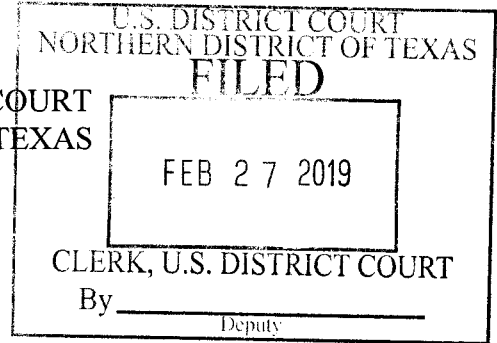 U.S. DISTRICT COURT
NORTHERN DISTRICT OF TEXAS
FILED
COURT
TEXAS
FEB 27 2019
CLERK, U.S. DISTRICT COURT
By
Deputy